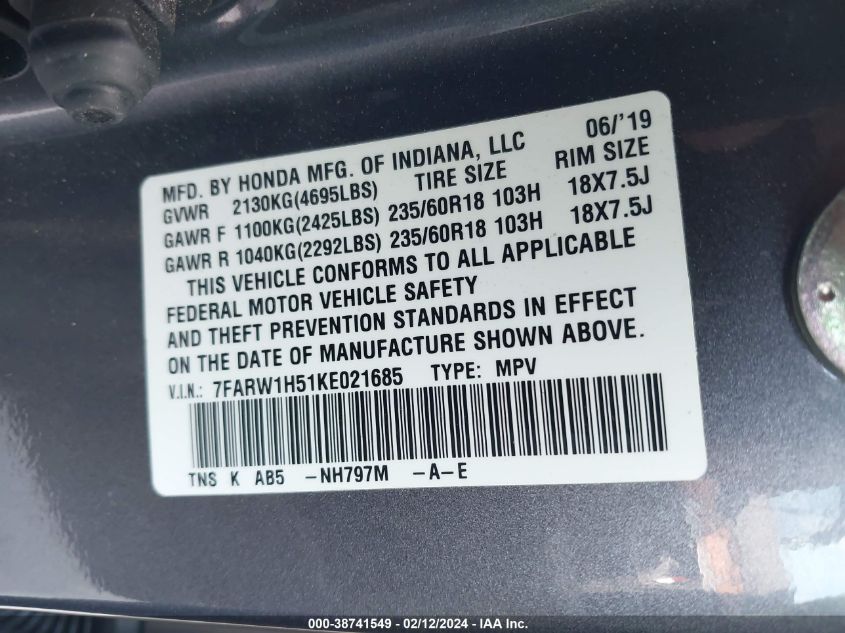 MFD. BY HONDA MFG. OF INDIANA, LLC 06/'19
GVWR 2130KG(4695LBS) TIRE SIZE RIM SIZE
GAWR F 1100KG(2425LBS) 235/60R18 103H 18X7.5J
GAWR R 1040KG(2292LBS) 235/60R18 103H 18X7.5J
THIS VEHICLE CONFORMS TO ALL APPLICABLE
FEDERAL MOTOR VEHICLE SAFETY
AND THEFT PREVENTION STANDARDS IN EFFECT
ON THE DATE OF MANUFACTURE SHOWN ABOVE.
V.I.N.: 7FARW1H51KE021685 TYPE: MPV
TNS K AB5 -NH797M -A-E
000-38741549 - 02/12/2024 - IAA Inc.